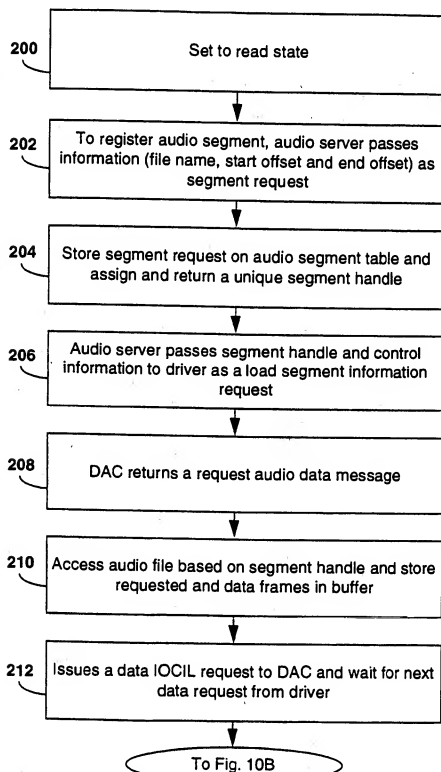 200
Set to read state
202
To register audio segment, audio server passes
information (file name, start offset and end offset) as
segment request
204
Store segment request on audio segment table and
assign and return a unique segment handle
206
Audio server passes segment handle and control
information to driver as a load segment information
request
208
DAC returns a request audio data message
210
Access audio file based on segment handle and store
requested and data frames in buffer
212
Issues a data IOCIL request to DAC and wait for next
data request from driver
To Fig. 10B